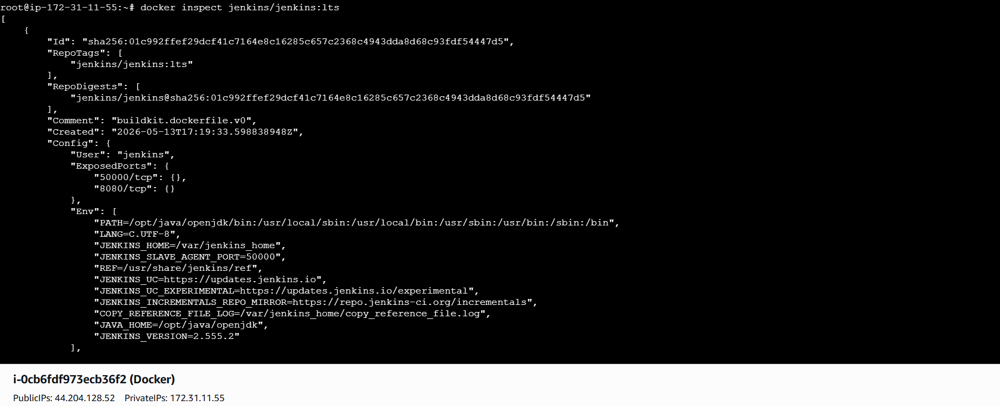 root@ip-172-31-11-55:~# docker inspect jenkins/jenkins:lts
[
    {
        "Id": "sha256:01c992ffef29dcf41c7164e8c16285c657c2368c4943dda8d68c93fdf54447d5",
        "RepoTags": [
            "jenkins/jenkins:lts"
        ],
        "RepoDigests": [
            "jenkins/jenkins@sha256:01c992ffef29dcf41c7164e8c16285c657c2368c4943dda8d68c93fdf54447d5"
        ],
        "Comment": "buildkit.dockerfile.v0",
        "Created": "2026-05-13T17:19:33.598838948Z",
        "Config": {
            "User": "jenkins",
            "ExposedPorts": {
                "50000/tcp": {},
                "8080/tcp": {}
            },
            "Env": [
                "PATH=/opt/java/openjdk/bin:/usr/local/sbin:/usr/local/bin:/usr/sbin:/usr/bin:/sbin:/bin",
                "LANG=C.UTF-8",
                "JENKINS_HOME=/var/jenkins_home",
                "JENKINS_SLAVE_AGENT_PORT=50000",
                "REF=/usr/share/jenkins/ref",
                "JENKINS_UC=https://updates.jenkins.io",
                "JENKINS_UC_EXPERIMENTAL=https://updates.jenkins.io/experimental",
                "JENKINS_INCREMENTALS_REPO_MIRROR=https://repo.jenkins-ci.org/incrementals",
                "COPY_REFERENCE_FILE_LOG=/var/jenkins_home/copy_reference_file.log",
                "JAVA_HOME=/opt/java/openjdk",
                "JENKINS_VERSION=2.555.2"
            ],
i-0cb6fdf973ecb36f2 (Docker)
PublicIPs: 44.204.128.52    PrivateIPs: 172.31.11.55